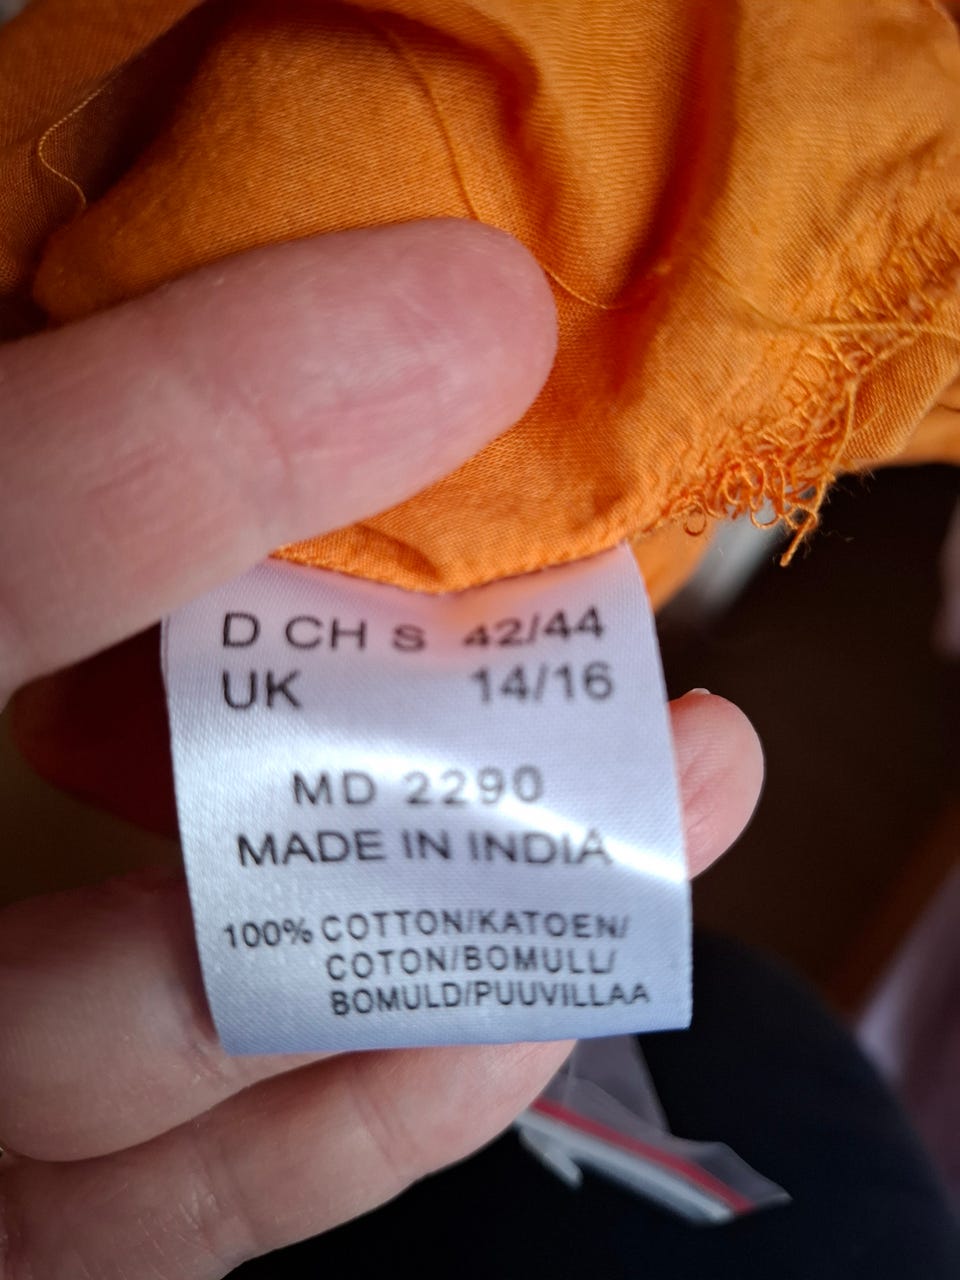 D CH S 42/44
UK 14/16
MD 2290
MADE IN INDIA
100% COTTON/KATOEN/
COTON/BOMULL/
BOMULD/PUUVILLAA